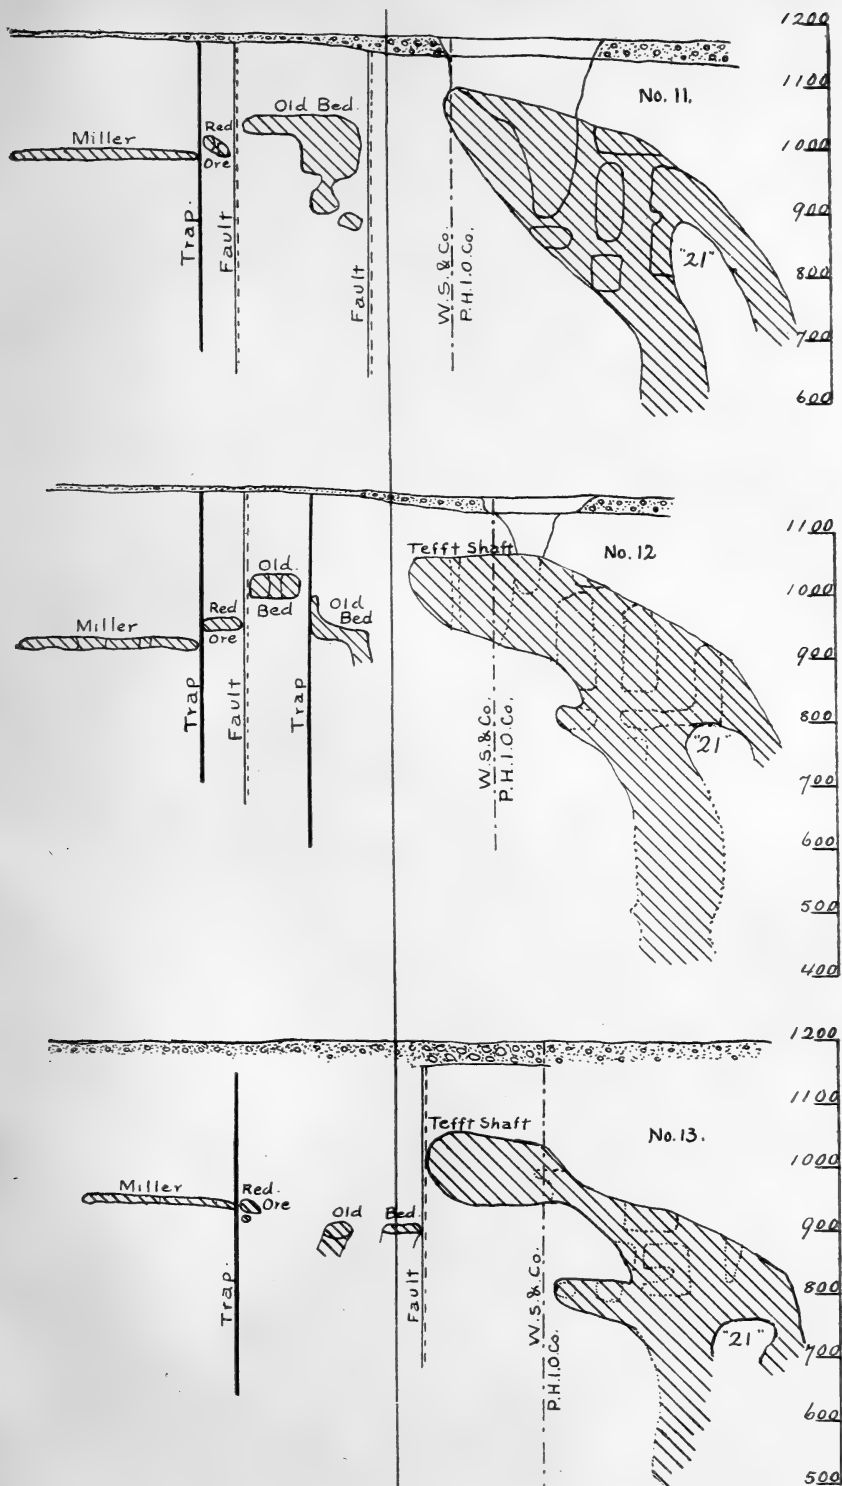 1200
1100
1000
900
800
700
600
No. 11.
Old Bed.
Miller
Red
Ore
Trap.
Fault
Fault
W.S.& Co.
P.H.I.O.Co.
"21"
1100
1000
900
800
700
600
500
400
No. 12
Tefft Shaft
Old.
Bed
Old
Bed
Red
Ore
Miller
Trap
Fault
Trap
W.S.&Co.
P.H.I.O.Co.
"21"
1200
1100
1000
900
800
700
600
500
No. 13.
Tefft Shaft
Miller
Red.
Ore
Old
Bed.
Trap.
Fault
W.S.& Co.
P.H.I.O.Co.
"21"